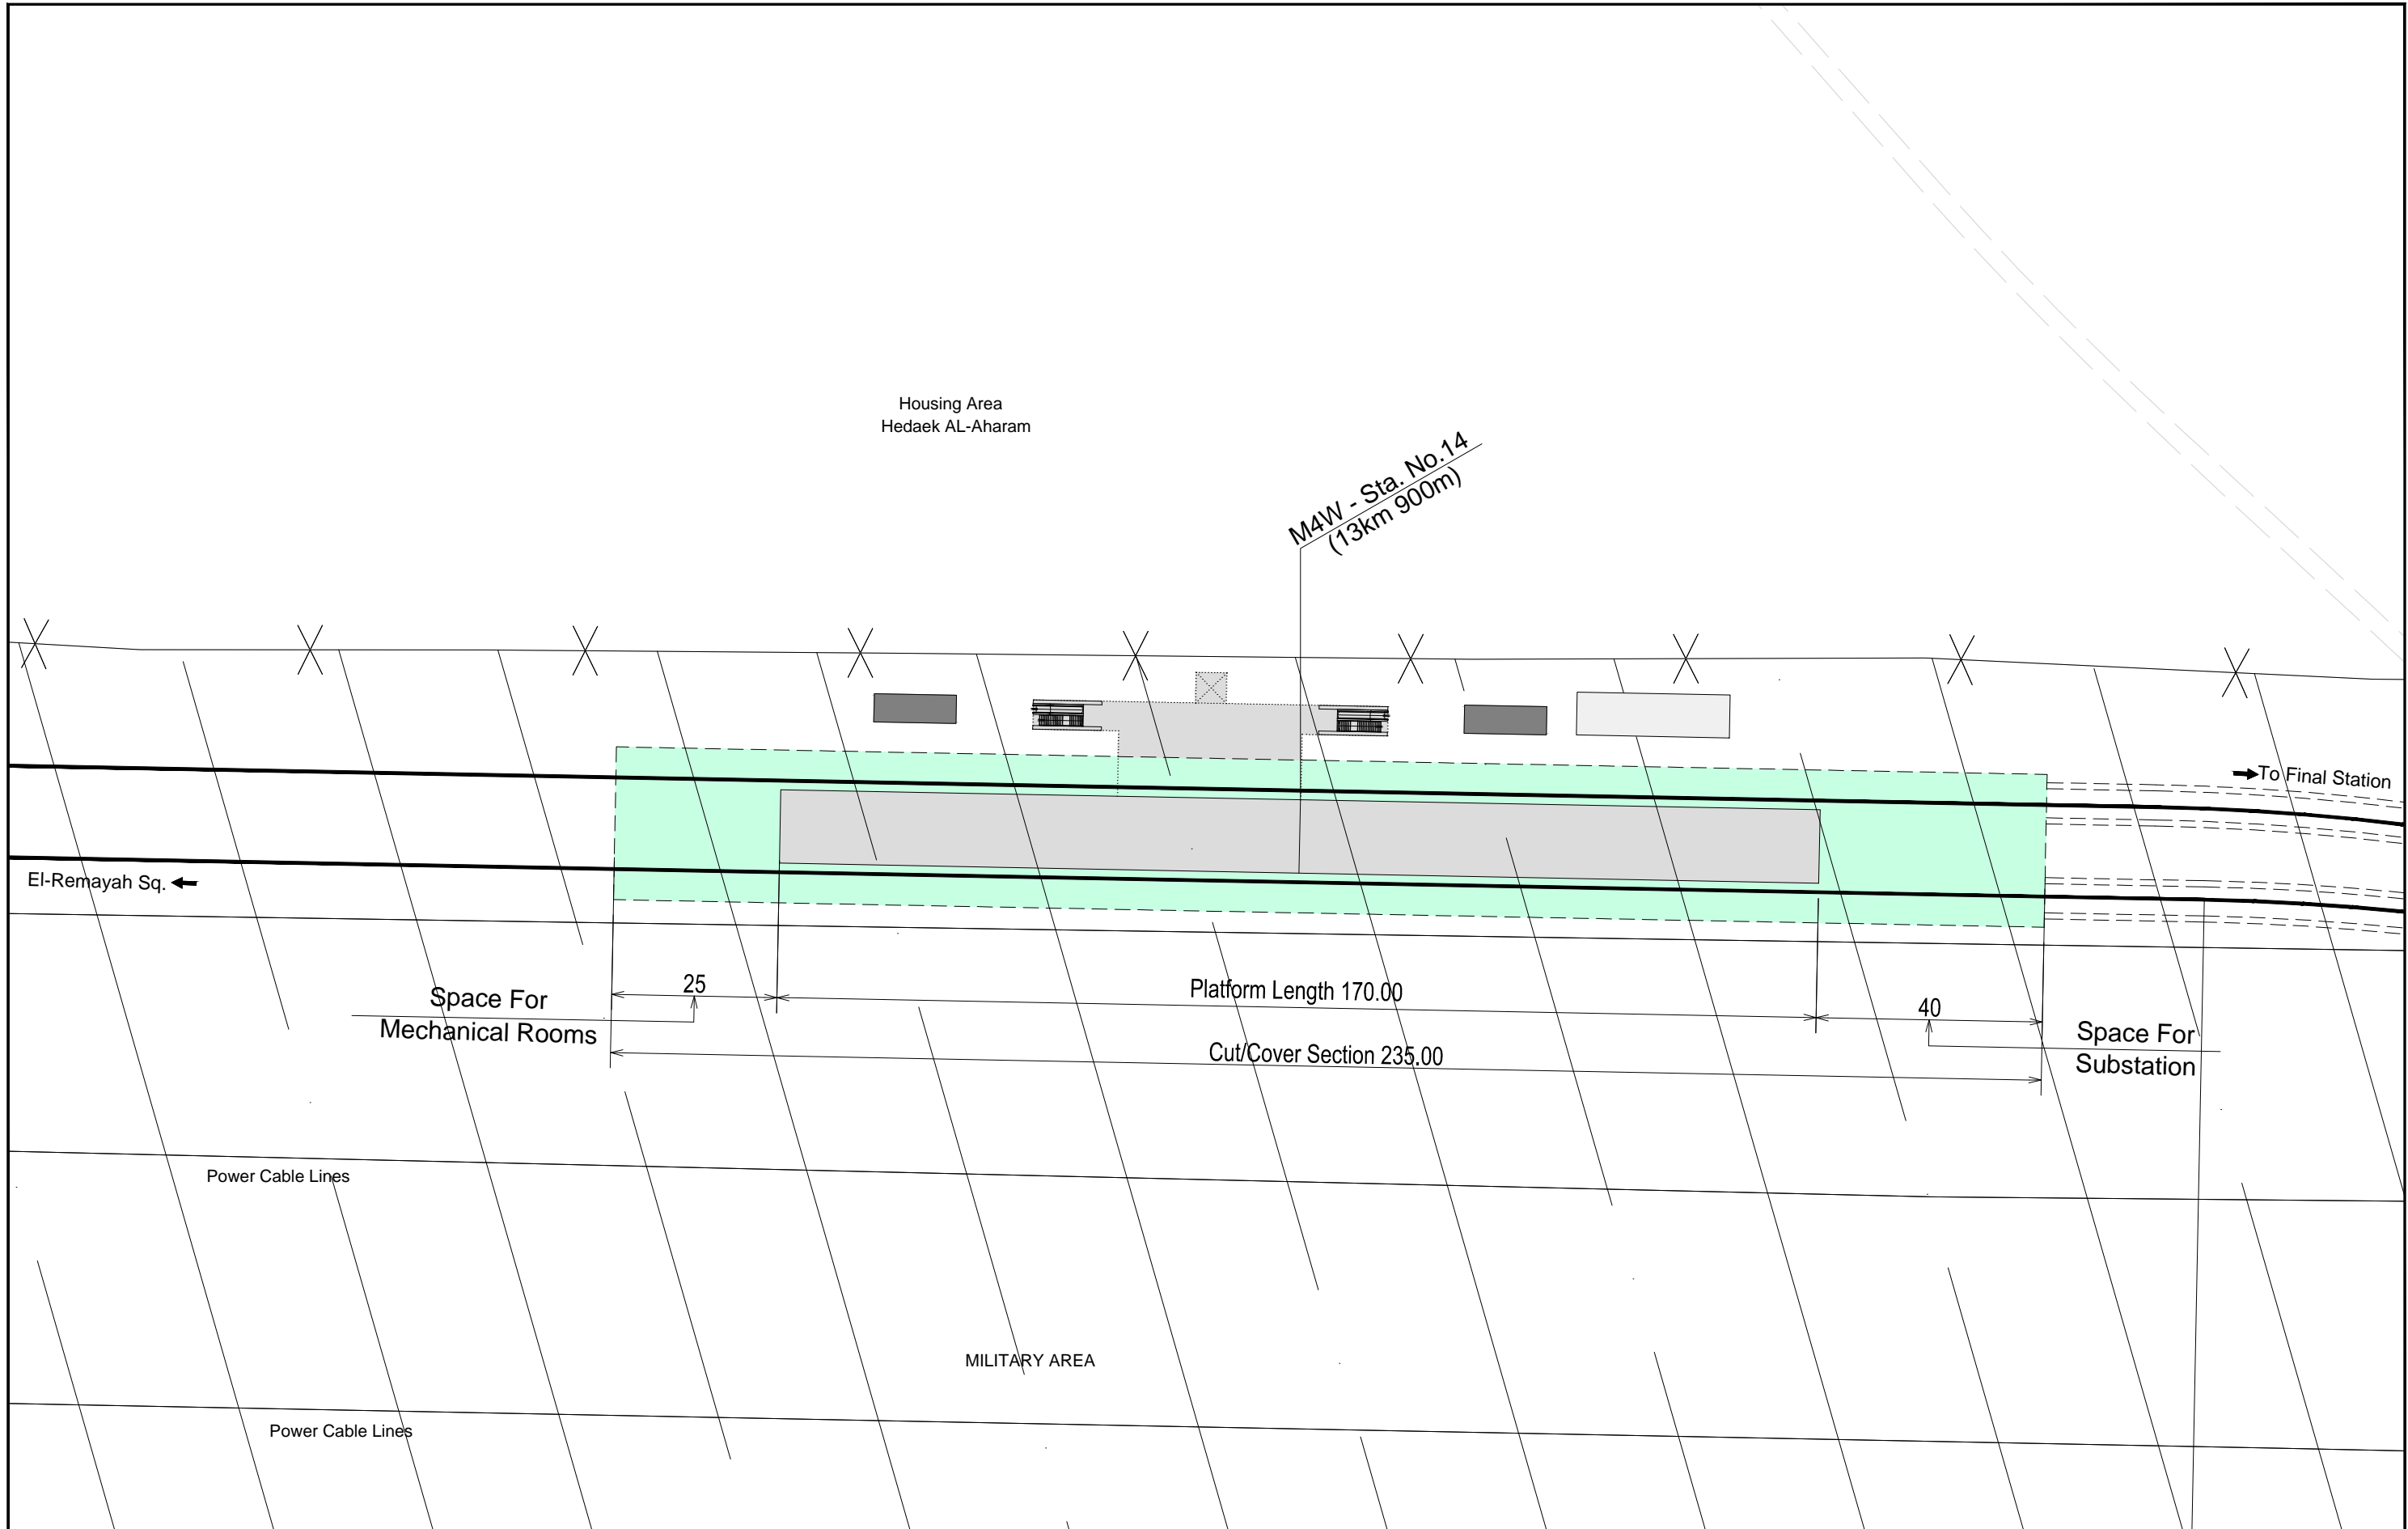 Housing Area
Hedaek AL-Aharam
M4W - Sta. No.14
(13km 900m)
To Final Station
El-Remayah Sq.
25
Platform Length 170.00
40
Space For
Mechanical Rooms
Space For
Substation
Cut/Cover Section 235.00
Power Cable Lines
MILITARY AREA
Power Cable Lines